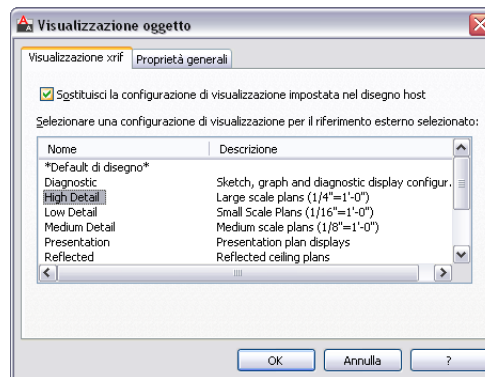 Visualizzazione oggetto
Visualizzazione xrif
Proprietà generali
Sostituisci la configurazione di visualizzazione impostata nel disegno host
Selezionare una configurazione di visualizzazione per il riferimento esterno selezionato:
Nome Descrizione
*Default di disegno*
Diagnostic Sketch, graph and diagnostic display configur.
High Detail Large scale plans (1/4"=1'-0")
Low Detail Small Scale Plans (1/16"=1'-0")
Medium Detail Medium scale plans (1/8"=1'-0")
Presentation Presentation plan displays
Reflected Reflected ceiling plans
OK Annulla ?